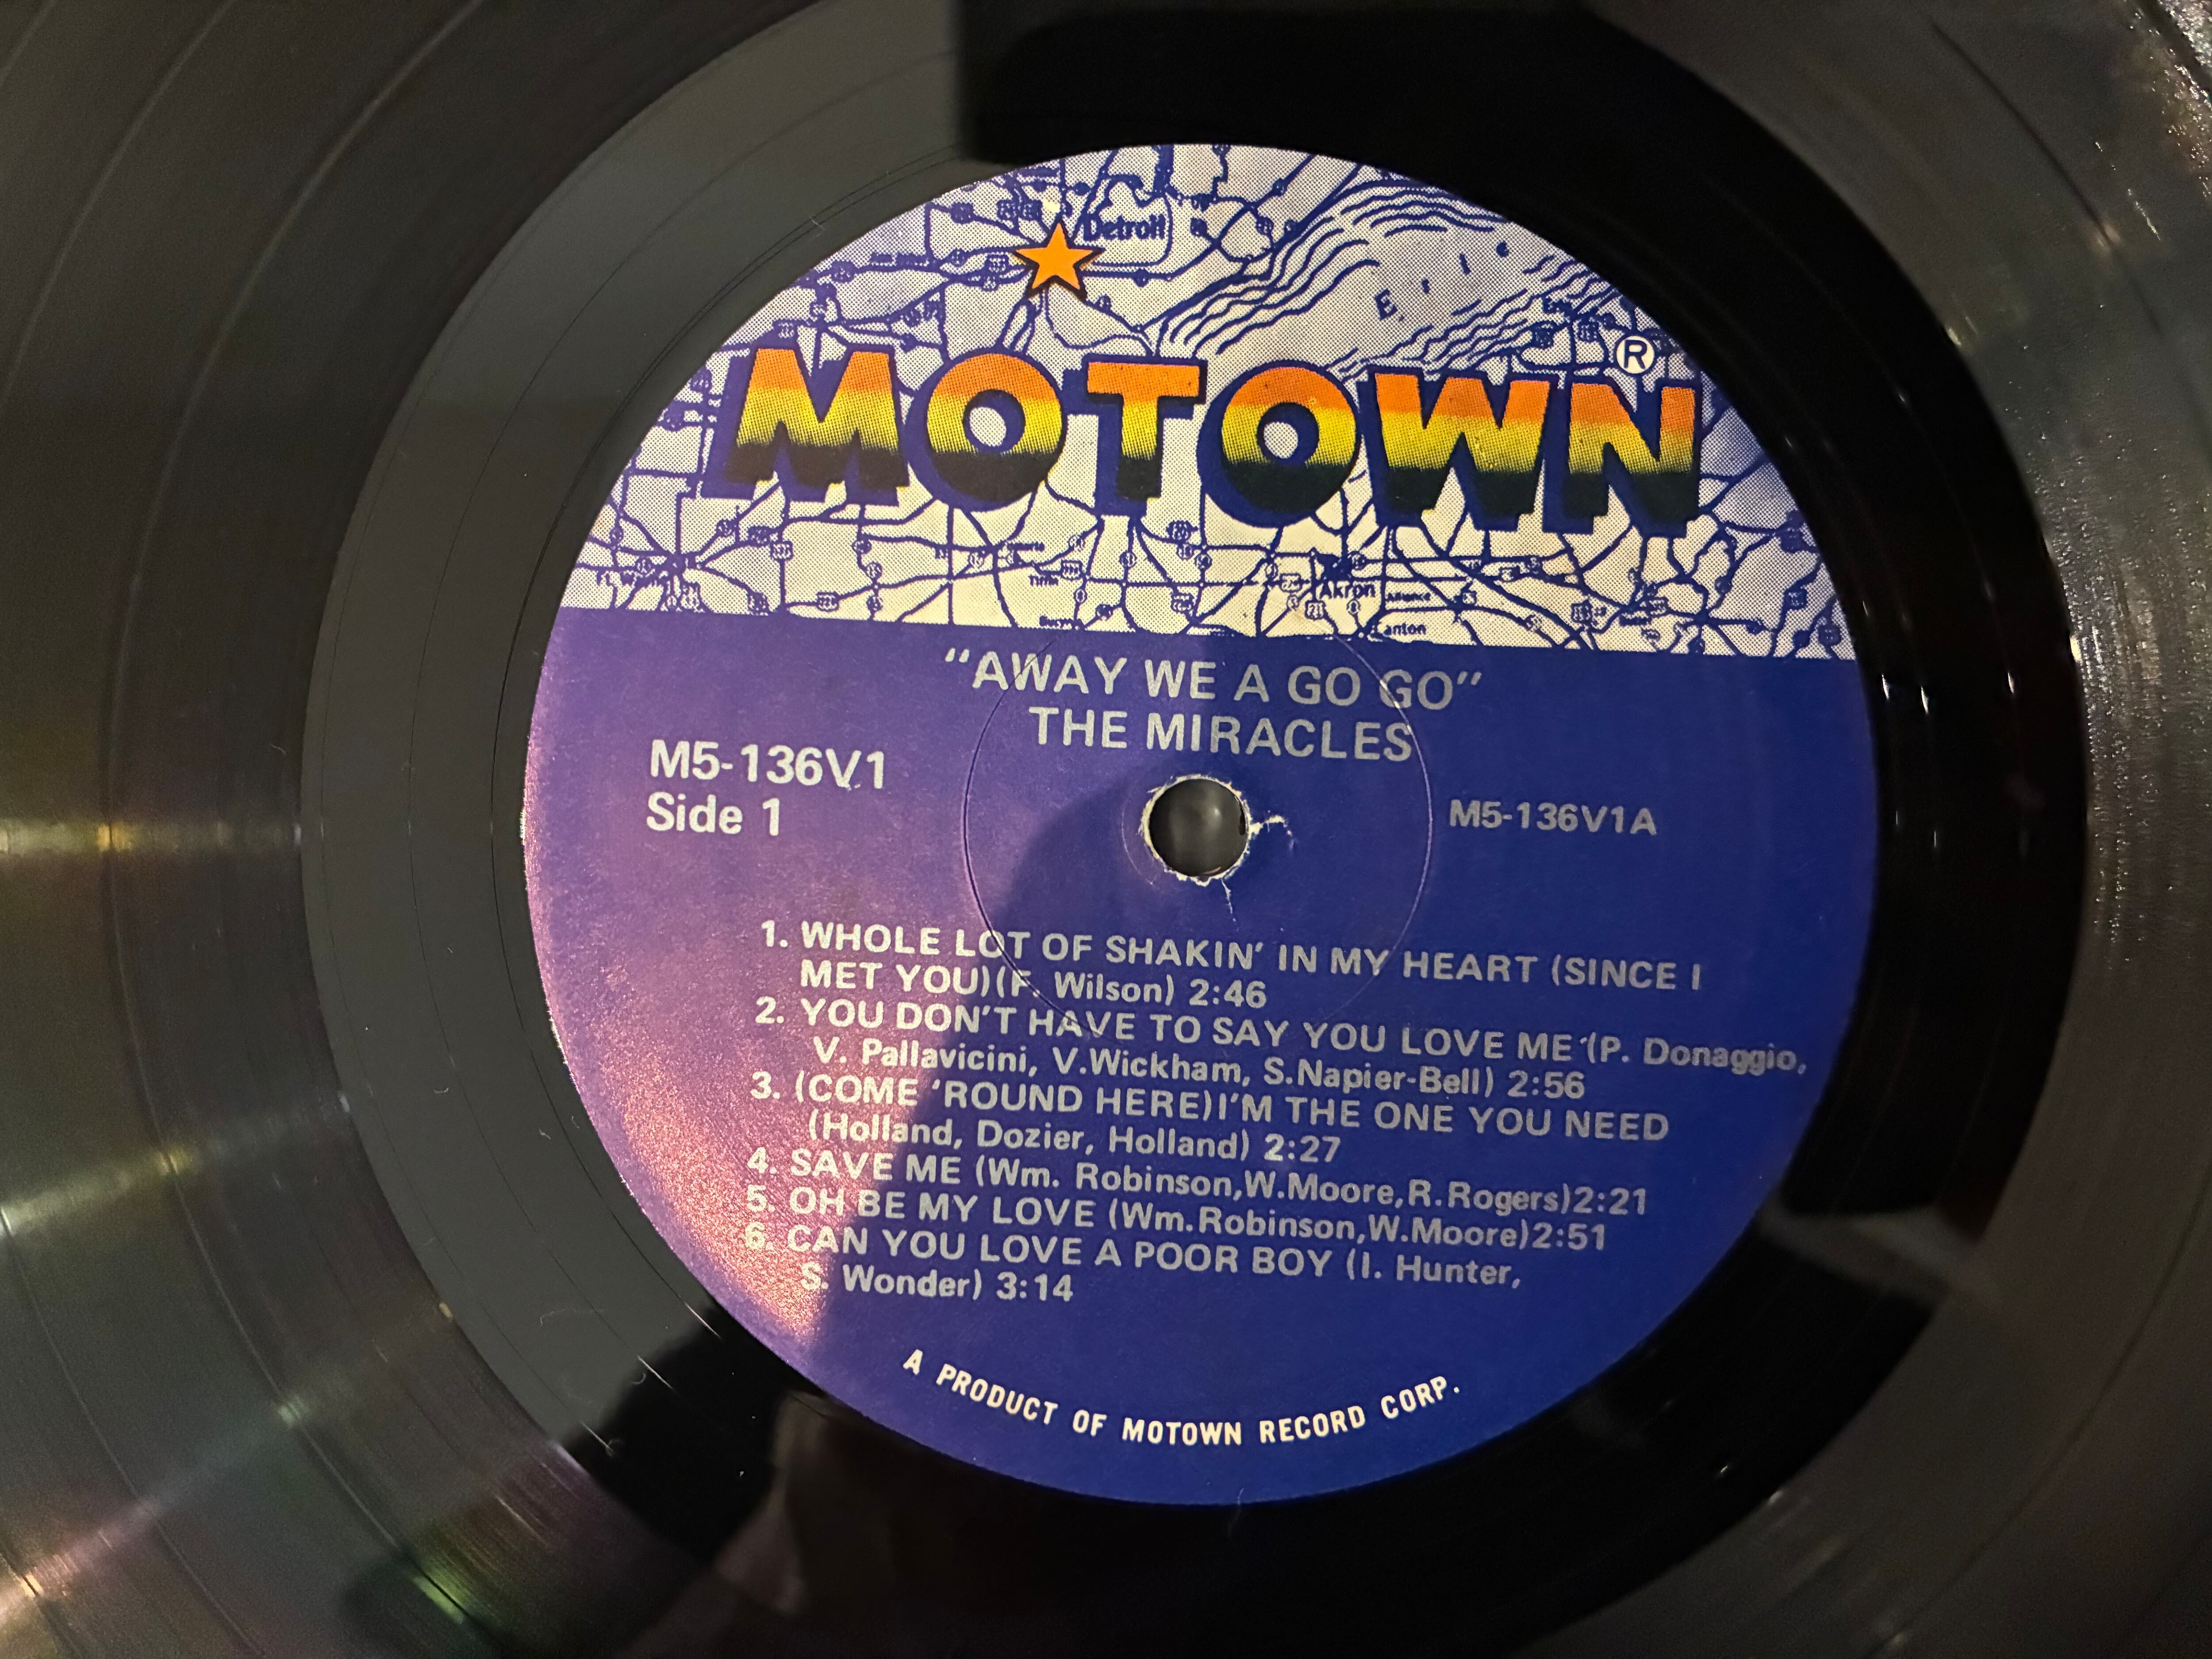 Detroit
Erie
MOTOWN®
Akron
Alliance
Canton
"AWAY WE A GO GO"
THE MIRACLES
M5-136V1
Side 1
M5-136V1A
1. WHOLE LOT OF SHAKIN' IN MY HEART (SINCE I
MET YOU)(F. Wilson) 2:46
2. YOU DON'T HAVE TO SAY YOU LOVE ME (P. Donaggio,
V. Pallavicini, V.Wickham, S.Napier-Bell) 2:56
3. (COME 'ROUND HERE)I'M THE ONE YOU NEED
(Holland, Dozier, Holland) 2:27
4. SAVE ME (Wm. Robinson,W.Moore,R.Rogers)2:21
5. OH BE MY LOVE (Wm.Robinson,W.Moore)2:51
6. CAN YOU LOVE A POOR BOY (I. Hunter,
S. Wonder) 3:14
A PRODUCT OF MOTOWN RECORD CORP.